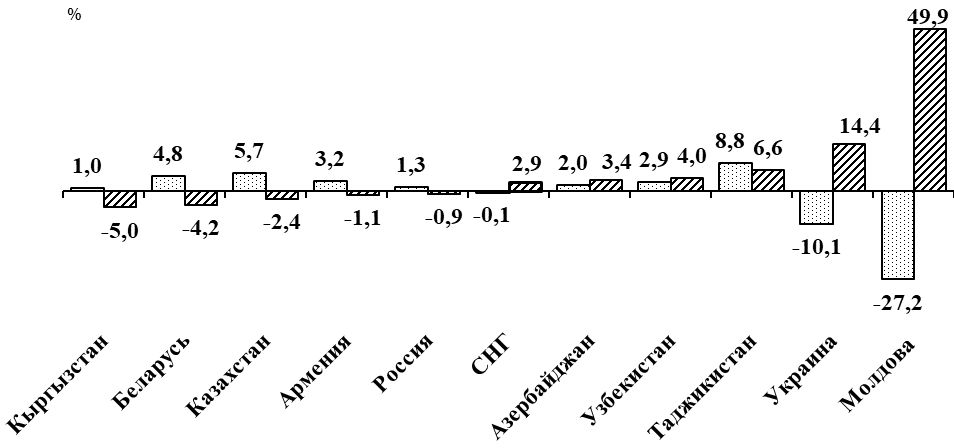 %
49,9
14,4
8,8
6,6
5,7
4,8
3,2
2,9
2,0
3,4
2,9
4,0
1,0
1,3
-5,0
-4,2
-2,4
-1,1
-0,9
-0,1
-10,1
-27,2
Кыргызстан
Беларусь
Казахстан
Армения
Россия
СНГ
Азербайджан
Узбекистан
Таджикистан
Украина
Молдова